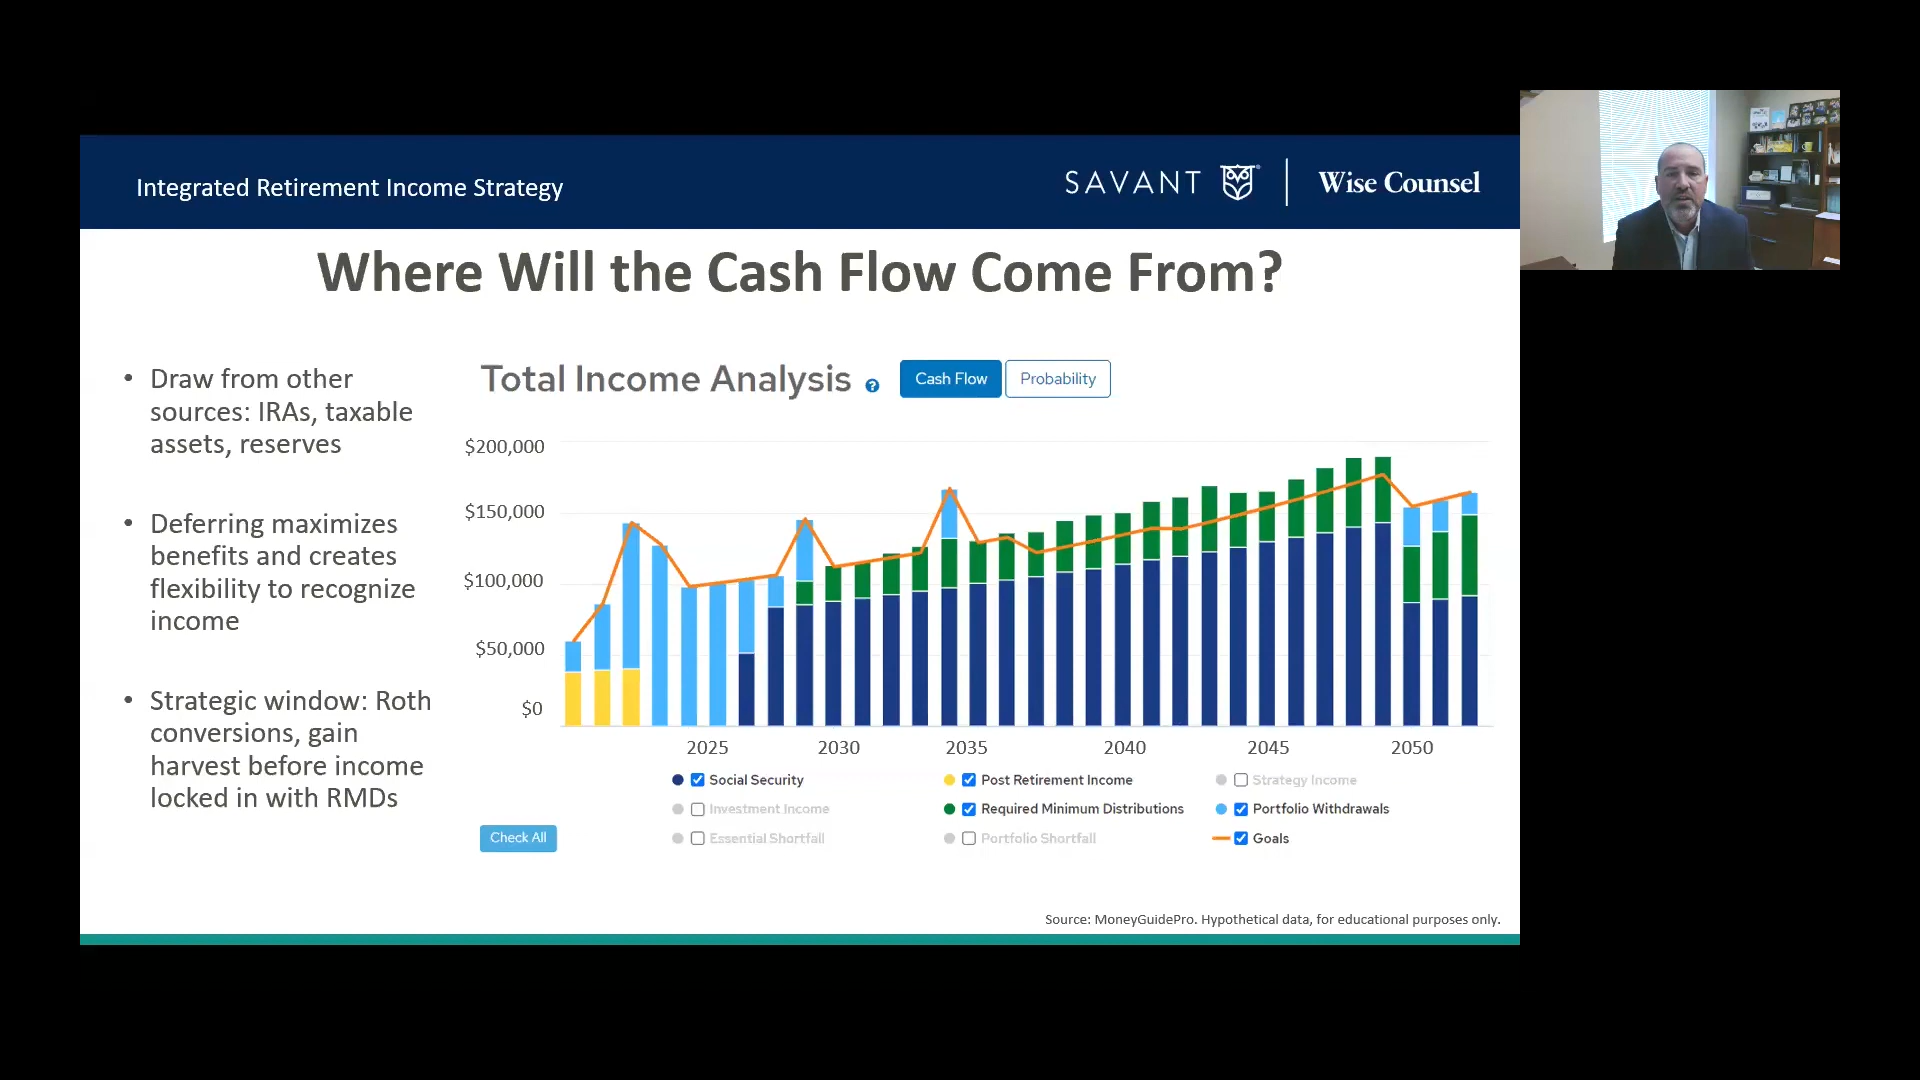 Integrated Retirement Income Strategy
SAVANT
Wise Counsel
Where Will the Cash Flow Come From?
• Draw from other
sources: IRAs, taxable
assets, reserves
• Deferring maximizes
benefits and creates
flexibility to recognize
income
• Strategic window: Roth
conversions, gain
harvest before income
locked in with RMDs
Total Income Analysis ?
Cash Flow
Probability
$200,000
$150,000
$100,000
$50,000
$0
2025 2030 2035 2040 2045 2050
Social Security
Post Retirement Income
Strategy Income
Investment Income
Required Minimum Distributions
Portfolio Withdrawals
Essential Shortfall
Portfolio Shortfall
Goals
Check All
Source: MoneyGuidePro. Hypothetical data, for educational purposes only.